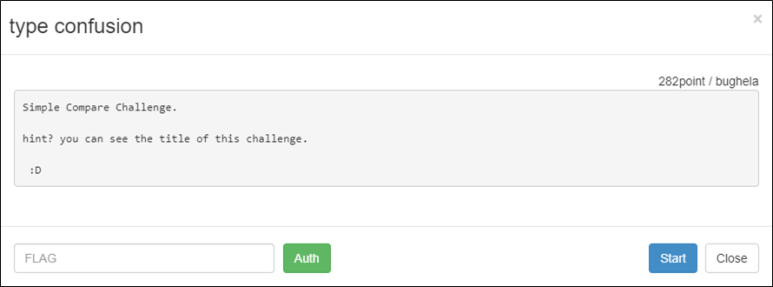 type confusion
×
282point / bughela
Simple Compare Challenge.
hint? you can see the title of this challenge.
:D
FLAG Auth Start Close